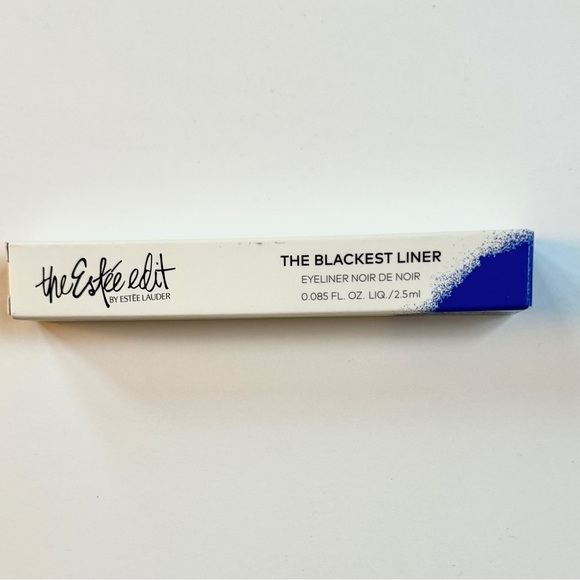 the Estée edit
BY ESTĒE LAUDER
THE BLACKEST LINER
EYELINER NOIR DE NOIR
0.085 FL. OZ. LIQ./2.5ml